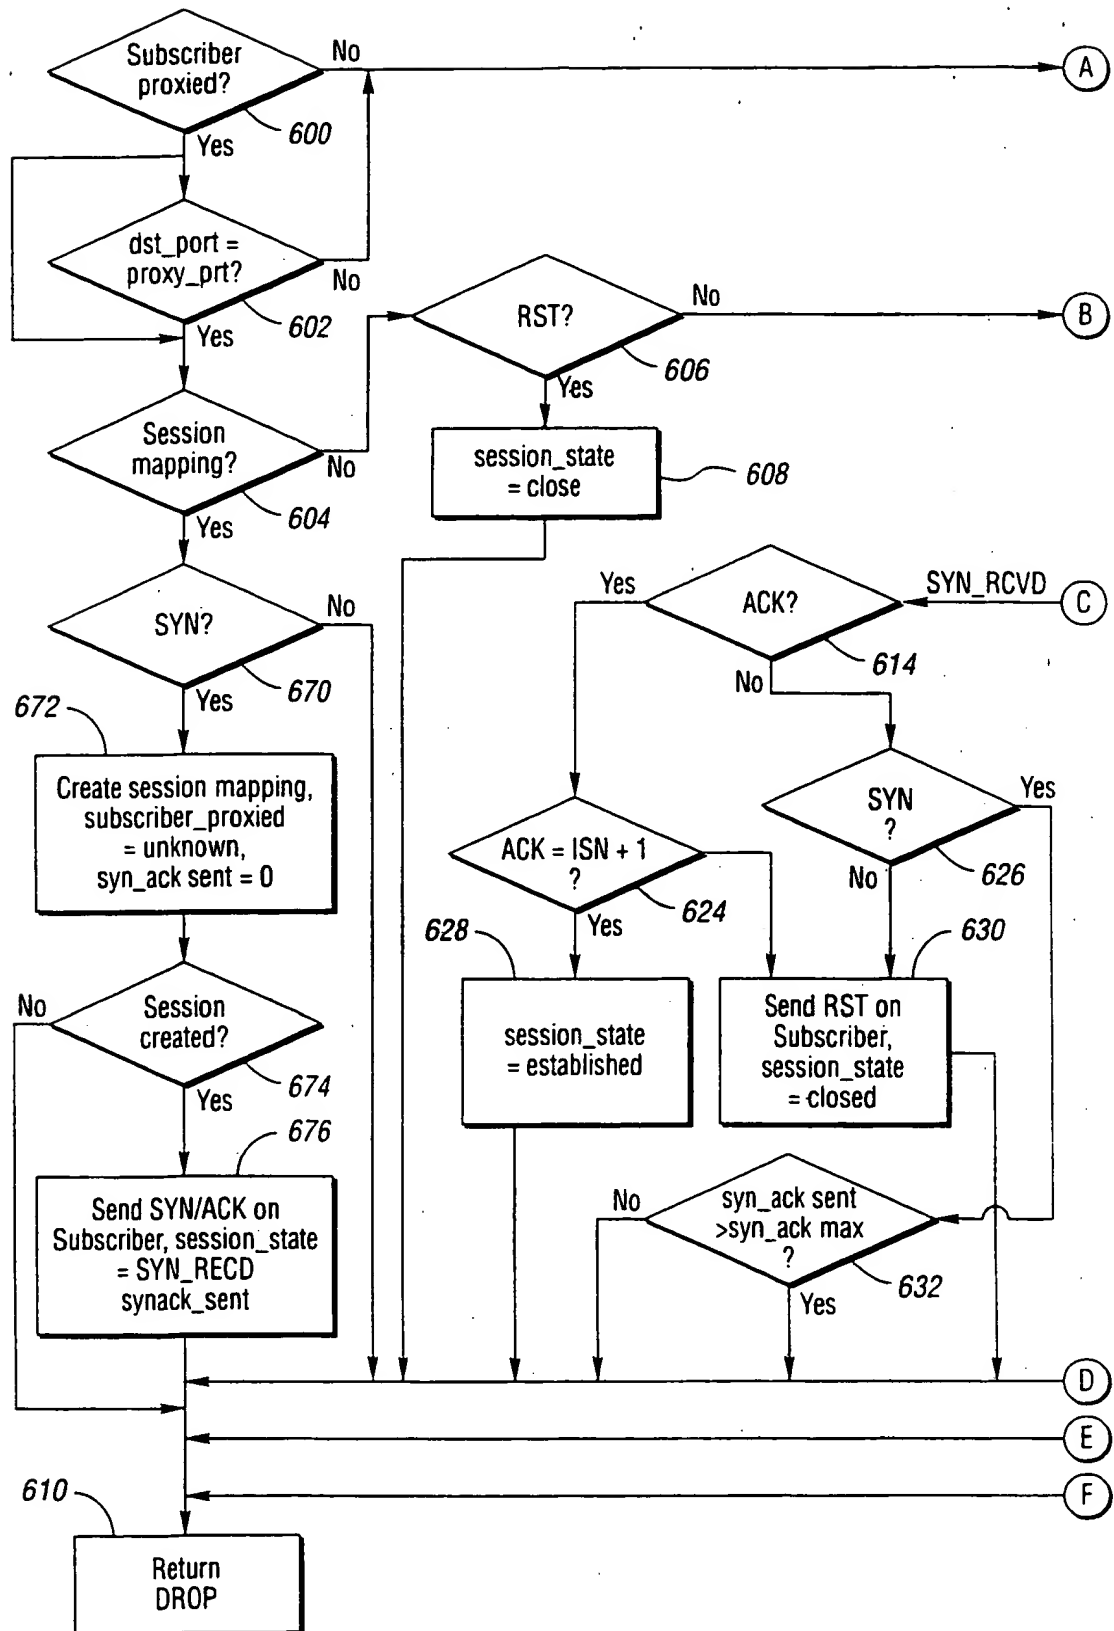 Subscriber
proxied?
No
A
600
Yes
dst_port =
proxy_prt?
No
602
Yes
RST?
No
B
606
Yes
Session
mapping?
No
604
Yes
session_state
= close
608
SYN?
No
670
Yes
Yes
ACK?
SYN_RCVD
C
614
No
672
Create session mapping,
subscriber_proxied
= unknown,
syn_ack sent = 0
SYN
?
Yes
626
No
ACK = ISN + 1
?
624
Yes
628
session_state
= established
630
Send RST on
Subscriber,
session_state
= closed
No
Session
created?
674
Yes
676
Send SYN/ACK on
Subscriber, session_state
= SYN_RECD
synack_sent
No
syn_ack sent
>syn_ack max
?
632
Yes
D
E
F
610
Return
DROP